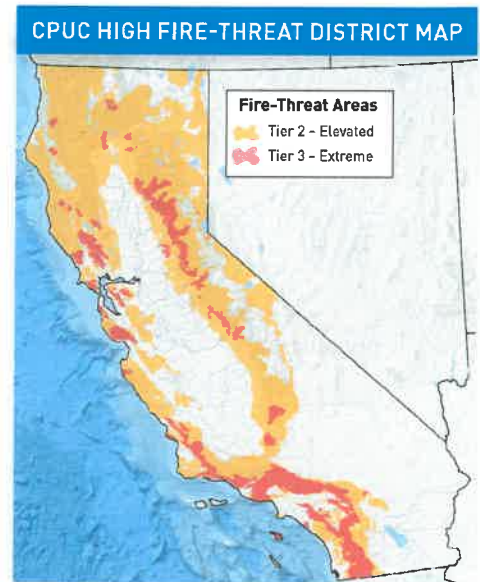 CPUC HIGH FIRE-THREAT DISTRICT MAP
Fire-Threat Areas
Tier 2 - Elevated
Tier 3 - Extreme